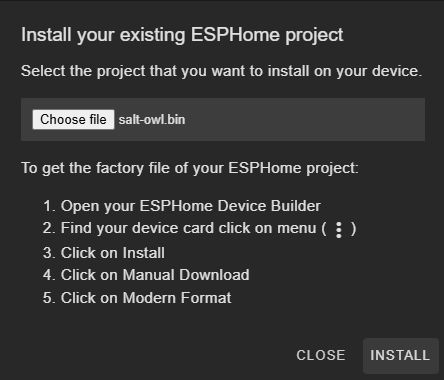 Install your existing ESPHome project
Select the project that you want to install on your device.
Choose file salt-owl.bin
To get the factory file of your ESPHome project:
1. Open your ESPHome Device Builder
2. Find your device card click on menu ( ⋮ )
3. Click on Install
4. Click on Manual Download
5. Click on Modern Format
CLOSE INSTALL